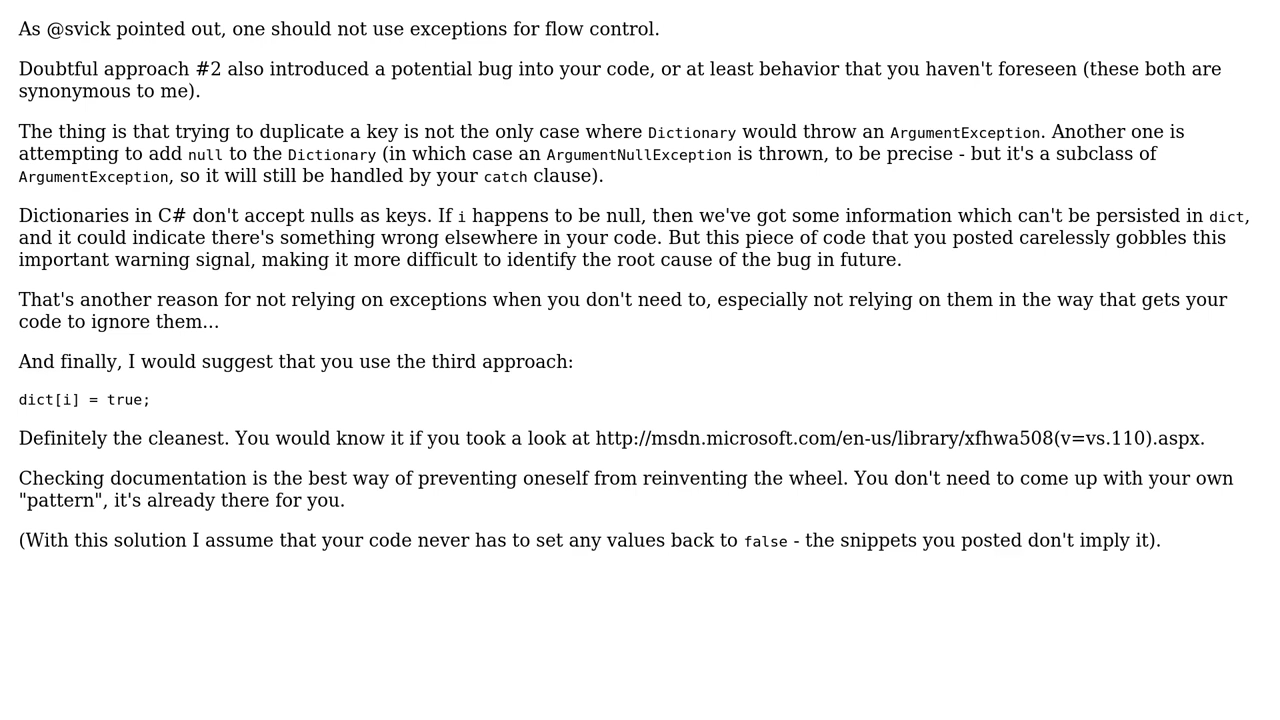 As @svick pointed out, one should not use exceptions for flow control.
Doubtful approach #2 also introduced a potential bug into your code, or at least behavior that you haven't foreseen (these both are
synonymous to me).
The thing is that trying to duplicate a key is not the only case where Dictionary would throw an ArgumentException. Another one is
attempting to add null to the Dictionary (in which case an ArgumentNullException is thrown, to be precise - but it's a subclass of
ArgumentException, so it will still be handled by your catch clause).
Dictionaries in C# don't accept nulls as keys. If i happens to be null, then we've got some information which can't be persisted in dict,
and it could indicate there's something wrong elsewhere in your code. But this piece of code that you posted carelessly gobbles this
important warning signal, making it more difficult to identify the root cause of the bug in future.
That's another reason for not relying on exceptions when you don't need to, especially not relying on them in the way that gets your
code to ignore them...
And finally, I would suggest that you use the third approach:
dict[i] = true;
Definitely the cleanest. You would know it if you took a look at http://msdn.microsoft.com/en-us/library/xfhwa508(v=vs.110).aspx.
Checking documentation is the best way of preventing oneself from reinventing the wheel. You don't need to come up with your own
"pattern", it's already there for you.
(With this solution I assume that your code never has to set any values back to false - the snippets you posted don't imply it).